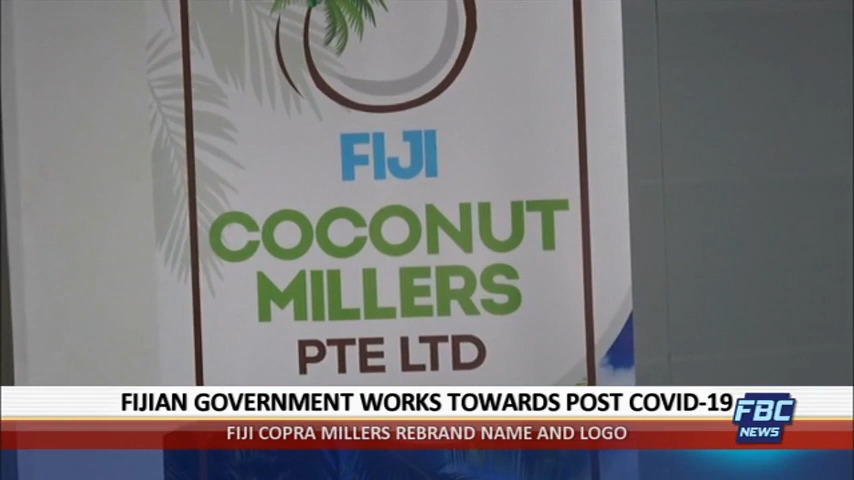 FIJI
COCONUT
MILLERS
PTE LTD
FIJIAN GOVERNMENT WORKS TOWARDS POST COVID-19
FBC
NEWS
FIJI COPRA MILLERS REBRAND NAME AND LOGO